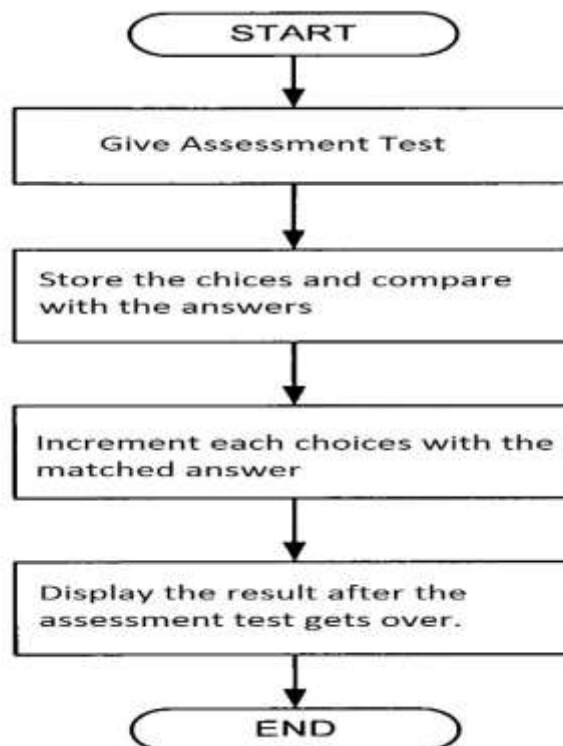 START
Give Assessment Test
Store the chices and compare
with the answers
Increment each choices with the
matched answer
Display the result after the
assessment test gets over.
END